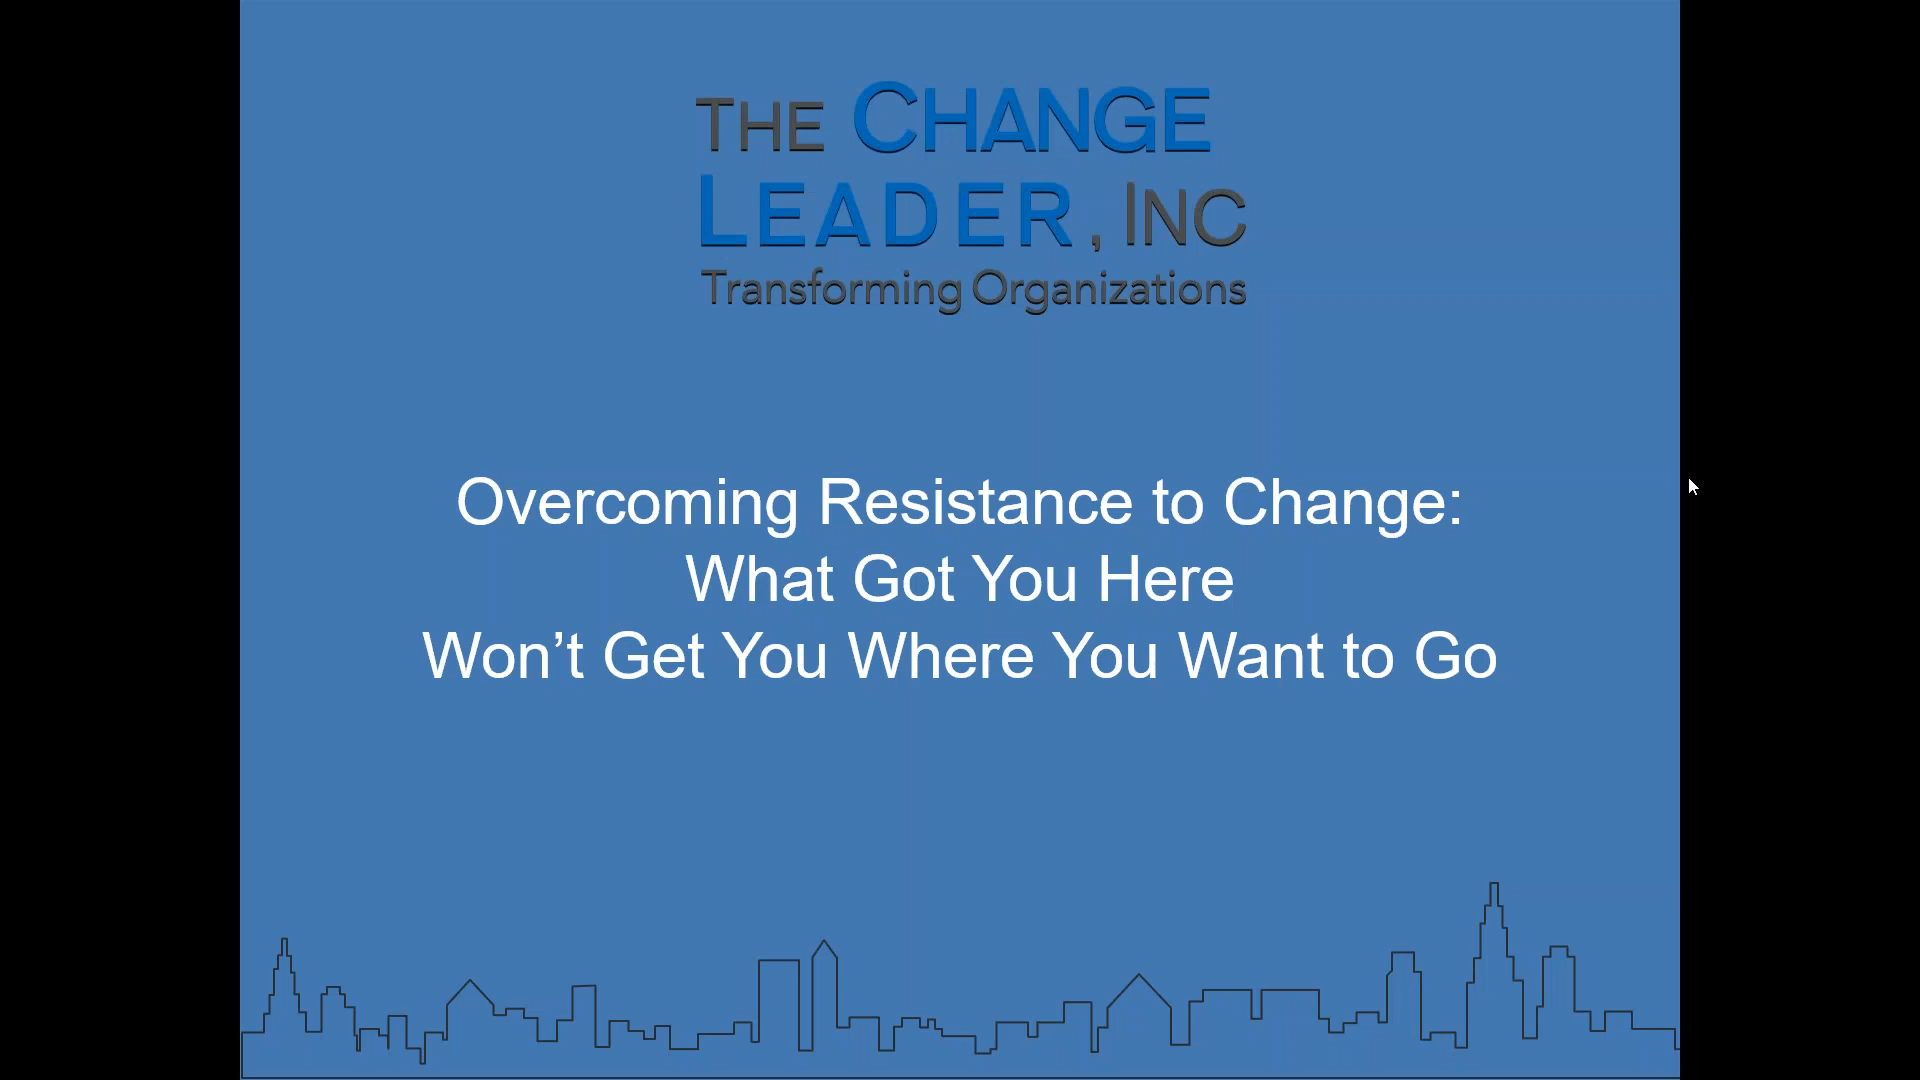 THE CHANGE
LEADER, INC
Transforming Organizations
Overcoming Resistance to Change:
What Got You Here
Won’t Get You Where You Want to Go